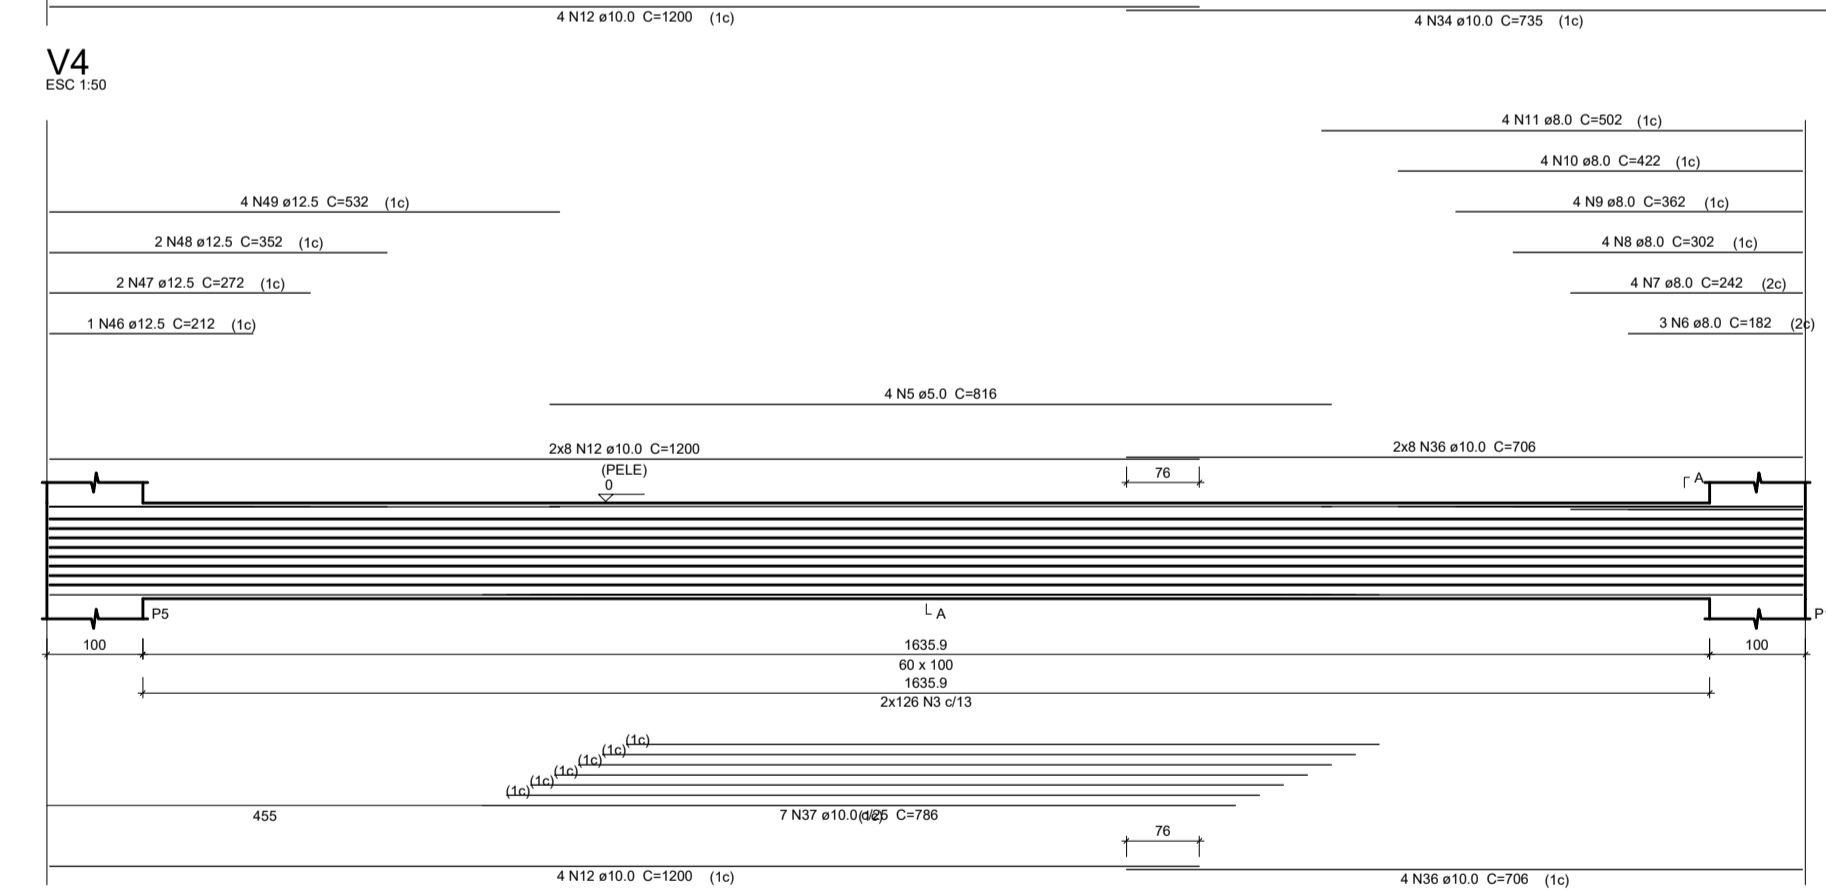 4 N12 ø10.0 C=1200 (1c)
4 N34 ø10.0 C=735 (1c)
V4
ESC 1:50
4 N11 ø8.0 C=502 (1c)
4 N10 ø8.0 C=422 (1c)
4 N49 ø12.5 C=532 (1c)
4 N9 ø8.0 C=362 (1c)
2 N48 ø12.5 C=352 (1c)
4 N8 ø8.0 C=302 (1c)
2 N47 ø12.5 C=272 (1c)
4 N7 ø8.0 C=242 (2c)
1 N46 ø12.5 C=212 (1c)
3 N6 ø8.0 C=182 (2c)
4 N5 ø5.0 C=816
2x8 N12 ø10.0 C=1200
2x8 N36 ø10.0 C=706
(PELE)
76
0
A
P5
A
100
1635.9
100
60 x 100
1635.9
2x126 N3 c/13
(1c)
(1c)
(1c)
(1c)
(1c)
(1c)
455
7 N37 ø10.0 c/25 C=786
(1c)
76
4 N12 ø10.0 C=1200 (1c)
4 N36 ø10.0 C=706 (1c)